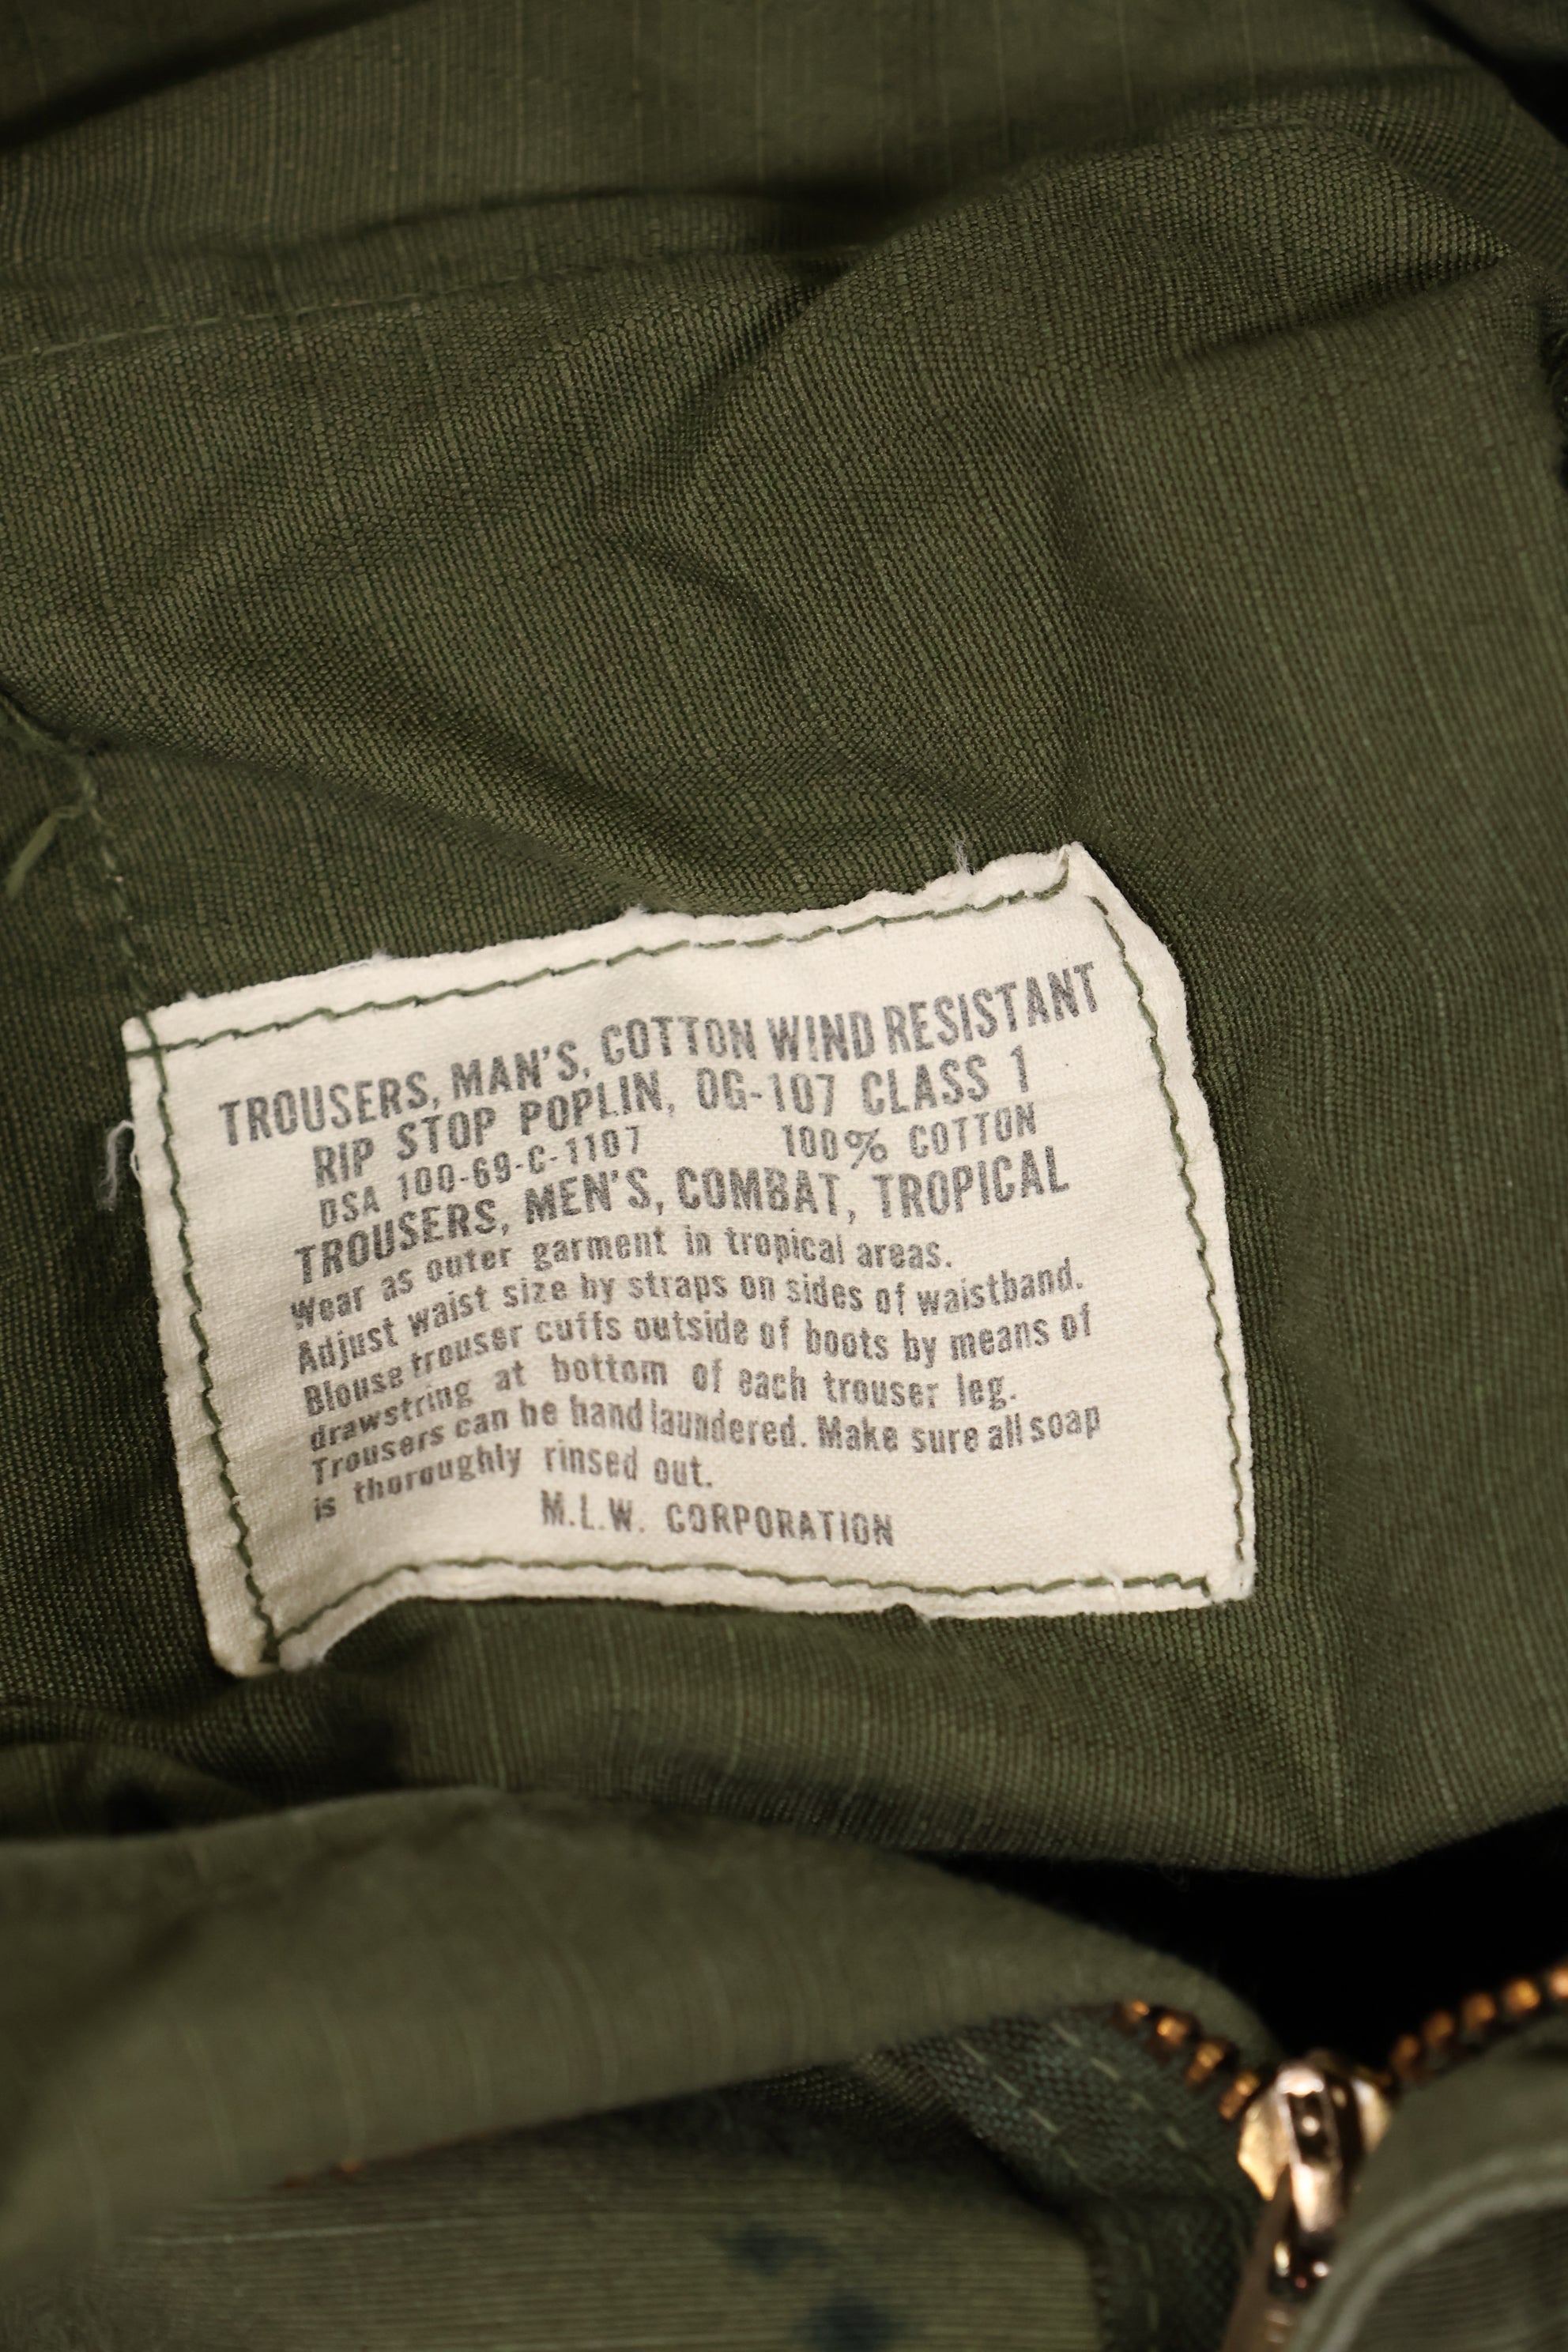 TROUSERS, MAN'S, COTTON WIND RESISTANT
RIP STOP POPLIN, OG-107 CLASS 1
DSA 100-69-C-1107 100% COTTON
TROUSERS, MEN'S, COMBAT, TROPICAL
Wear as outer garment in tropical areas.
Adjust waist size by straps on sides of waistband.
Blouse trouser cuffs outside of boots by means of
drawstring at bottom of each trouser leg.
Trousers can be hand laundered. Make sure all soap
is thoroughly rinsed out.
M.L.W. CORPORATION